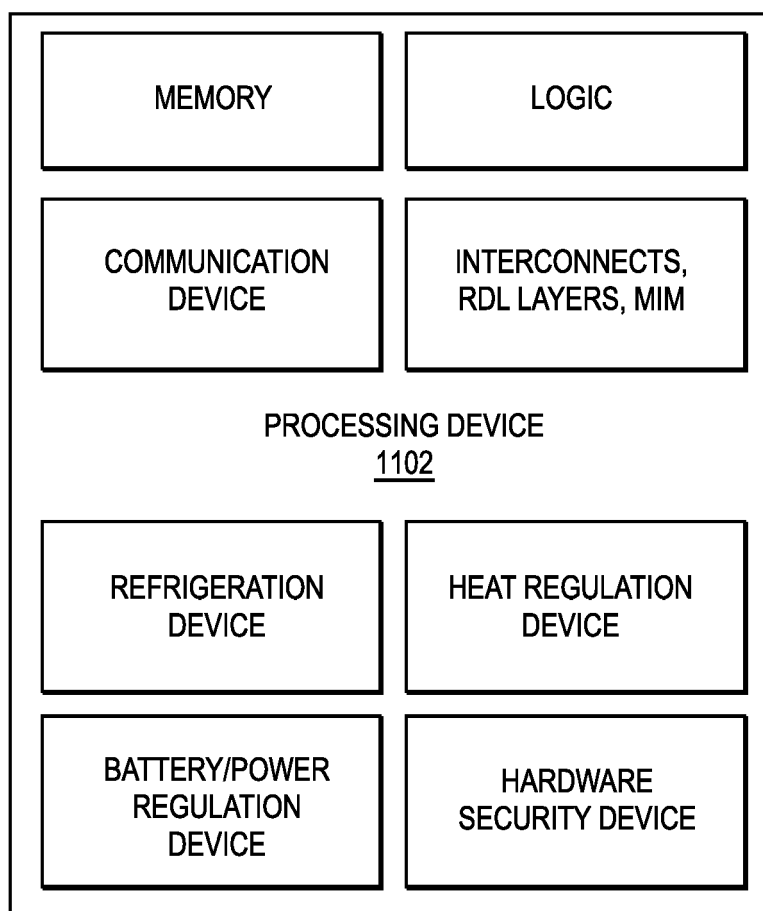 MEMORY
LOGIC
COMMUNICATION
DEVICE
INTERCONNECTS,
RDL LAYERS, MIM
PROCESSING DEVICE
1102
REFRIGERATION
DEVICE
HEAT REGULATION
DEVICE
BATTERY/POWER
REGULATION
DEVICE
HARDWARE
SECURITY DEVICE